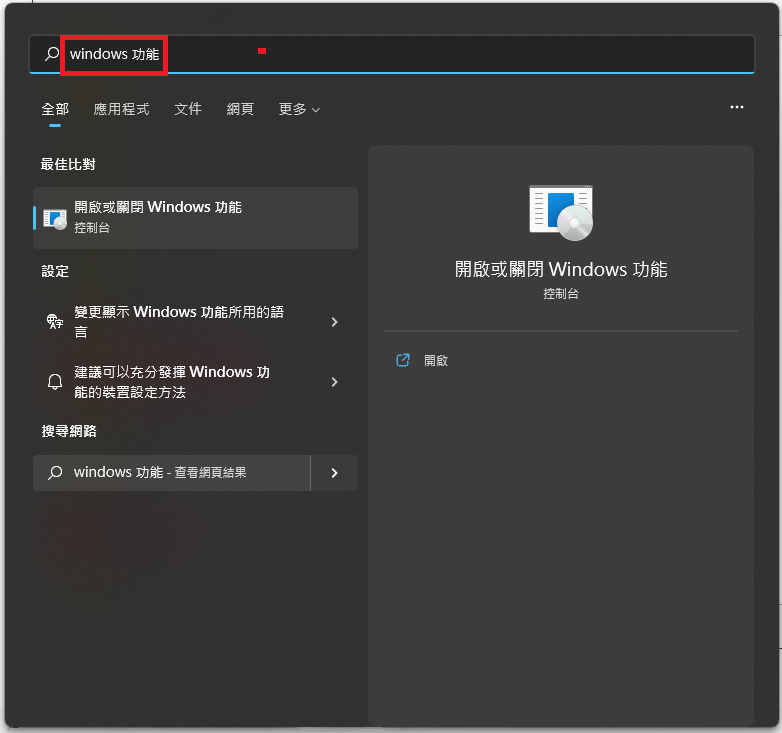 windows 功能
全部 應用程式 文件 網頁 更多
最佳比對
開啟或關閉 Windows 功能
控制台
設定
變更顯示 Windows 功能所用的語
言
建議可以充分發揮 Windows 功
能的裝置設定方法
搜尋網路
windows 功能 - 查看網頁結果
開啟或關閉 Windows 功能
控制台
開啟